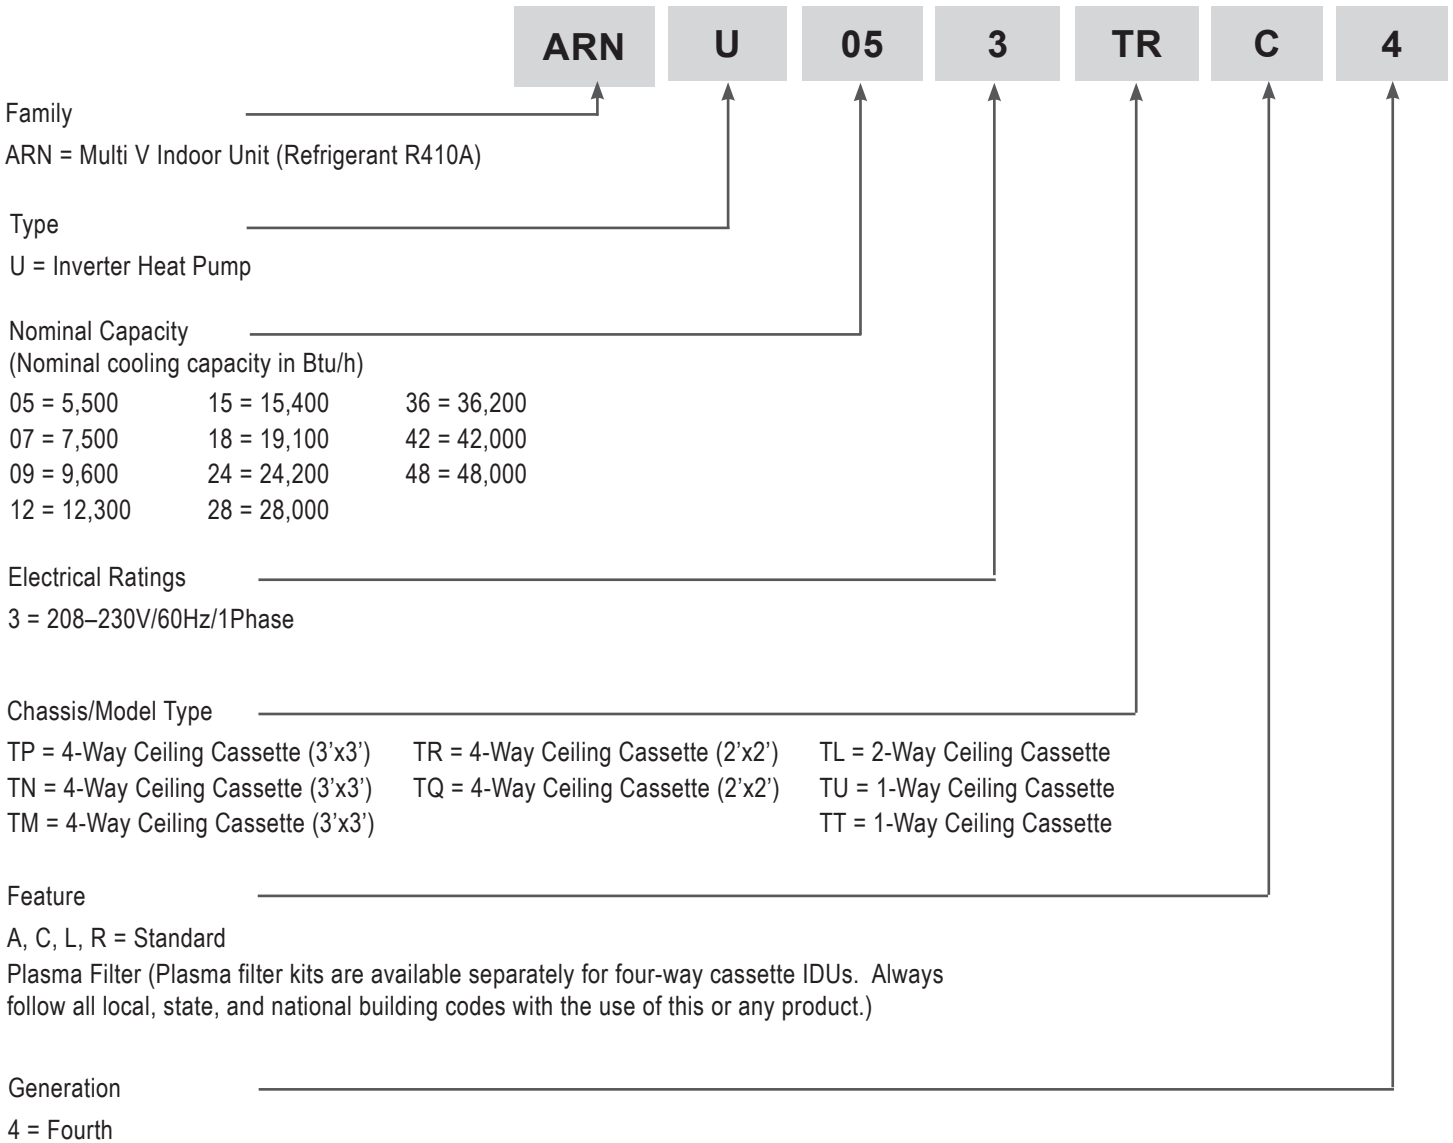 ARN U 05 3 TR C 4
Family
ARN = Multi V Indoor Unit (Refrigerant R410A)
Type
U = Inverter Heat Pump
Nominal Capacity
(Nominal cooling capacity in Btu/h)
05 = 5,500 15 = 15,400 36 = 36,200
07 = 7,500 18 = 19,100 42 = 42,000
09 = 9,600 24 = 24,200 48 = 48,000
12 = 12,300 28 = 28,000
Electrical Ratings
3 = 208–230V/60Hz/1Phase
Chassis/Model Type
TP = 4-Way Ceiling Cassette (3’x3’) TR = 4-Way Ceiling Cassette (2’x2’) TL = 2-Way Ceiling Cassette
TN = 4-Way Ceiling Cassette (3’x3’) TQ = 4-Way Ceiling Cassette (2’x2’) TU = 1-Way Ceiling Cassette
TM = 4-Way Ceiling Cassette (3’x3’) TT = 1-Way Ceiling Cassette
Feature
A, C, L, R = Standard
Plasma Filter (Plasma filter kits are available separately for four-way cassette IDUs.  Always
follow all local, state, and national building codes with the use of this or any product.)
Generation
4 = Fourth